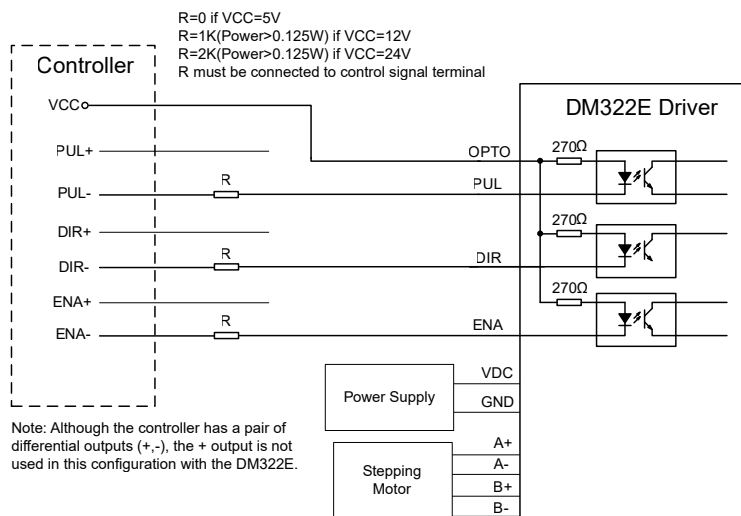 R=0 if VCC=5V
R=1K(Power>0.125W) if VCC=12V
R=2K(Power>0.125W) if VCC=24V
R must be connected to control signal terminal
Controller
DM322E Driver
VCC
PUL+
OPTO
270Ω
PUL-
R
PUL
DIR+
270Ω
DIR-
R
DIR
ENA+
270Ω
ENA-
R
ENA
Power Supply
VDC
GND
Note: Although the controller has a pair of
differential outputs (+,-), the + output is not
used in this configuration with the DM322E.
Stepping
Motor
A+
A-
B+
B-